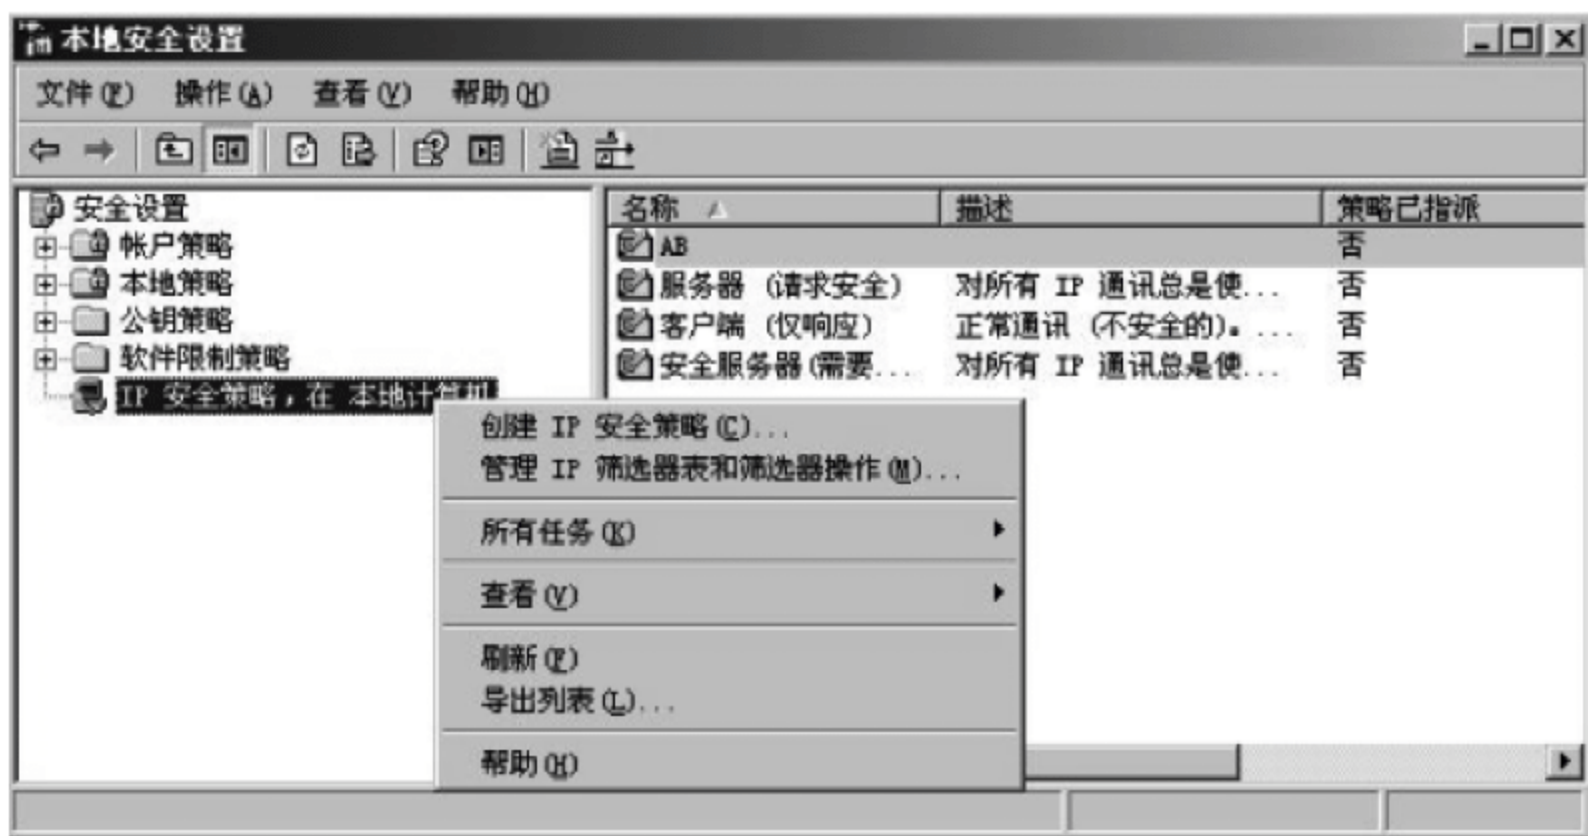 本地安全设置
文件(F) 操作(A) 查看(V) 帮助(H)
安全设置
帐户策略
本地策略
公钥策略
软件限制策略
IP 安全策略，在 本地计算机
名称 描述 策略已指派
AB 否
服务器 （请求安全） 对所有 IP 通讯总是使... 否
客户端 （仅响应） 正常通讯 (不安全的)。 ... 否
安全服务器(需要... 对所有 IP 通讯总是使... 否
创建 IP 安全策略(C)...
管理 IP 筛选器表和筛选器操作(M)...
所有任务(K)
查看(V)
刷新(F)
导出列表(L)...
帮助(H)